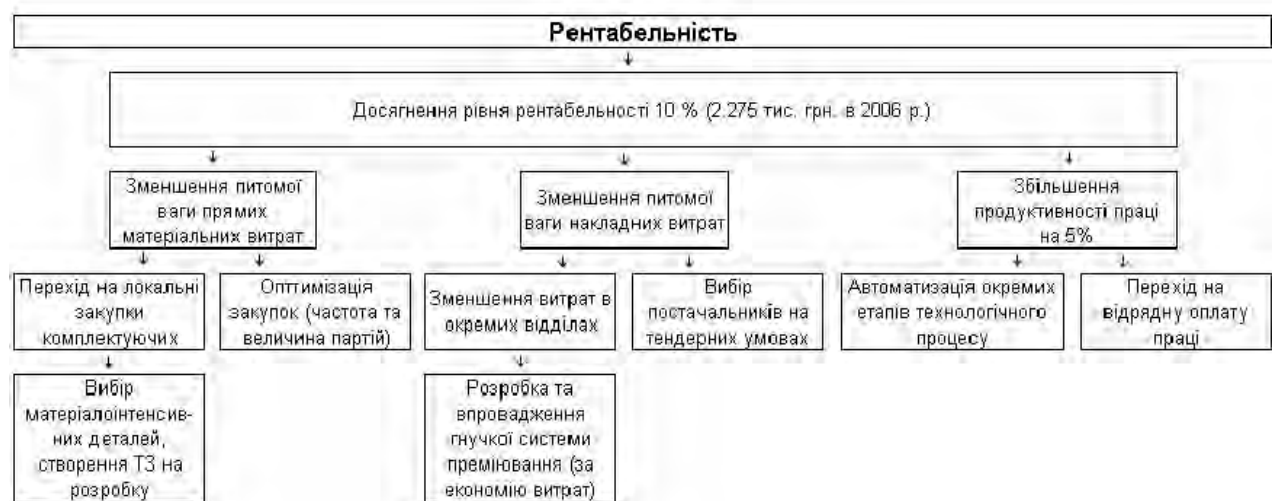 Рентабельність
Досягнення рівня рентабельності 10 % (2.275 тис. грн. в 2006 р.)
Зменшення питомої
ваги прямих
матеріальних витрат
Зменшення питомої
ваги накладних витрат
Збільшення
продуктивності праці
на 5%
Перехід на локальні
закупки
комплектуючих
Оптимізація
закупок (частота та
величина партій)
Зменшення витрат в
окремих відділах
Вибір
постачальників на
тендерних умовах
Автоматизація окремих
етапів технологічного
процесу
Перехід на
відрядну оплату
праці
Вибір
матеріалоінтенсив-
них деталей,
створення ТЗ на
розробку
Розробка та
впровадження
гнучкої системи
преміювання (за
економію витрат)